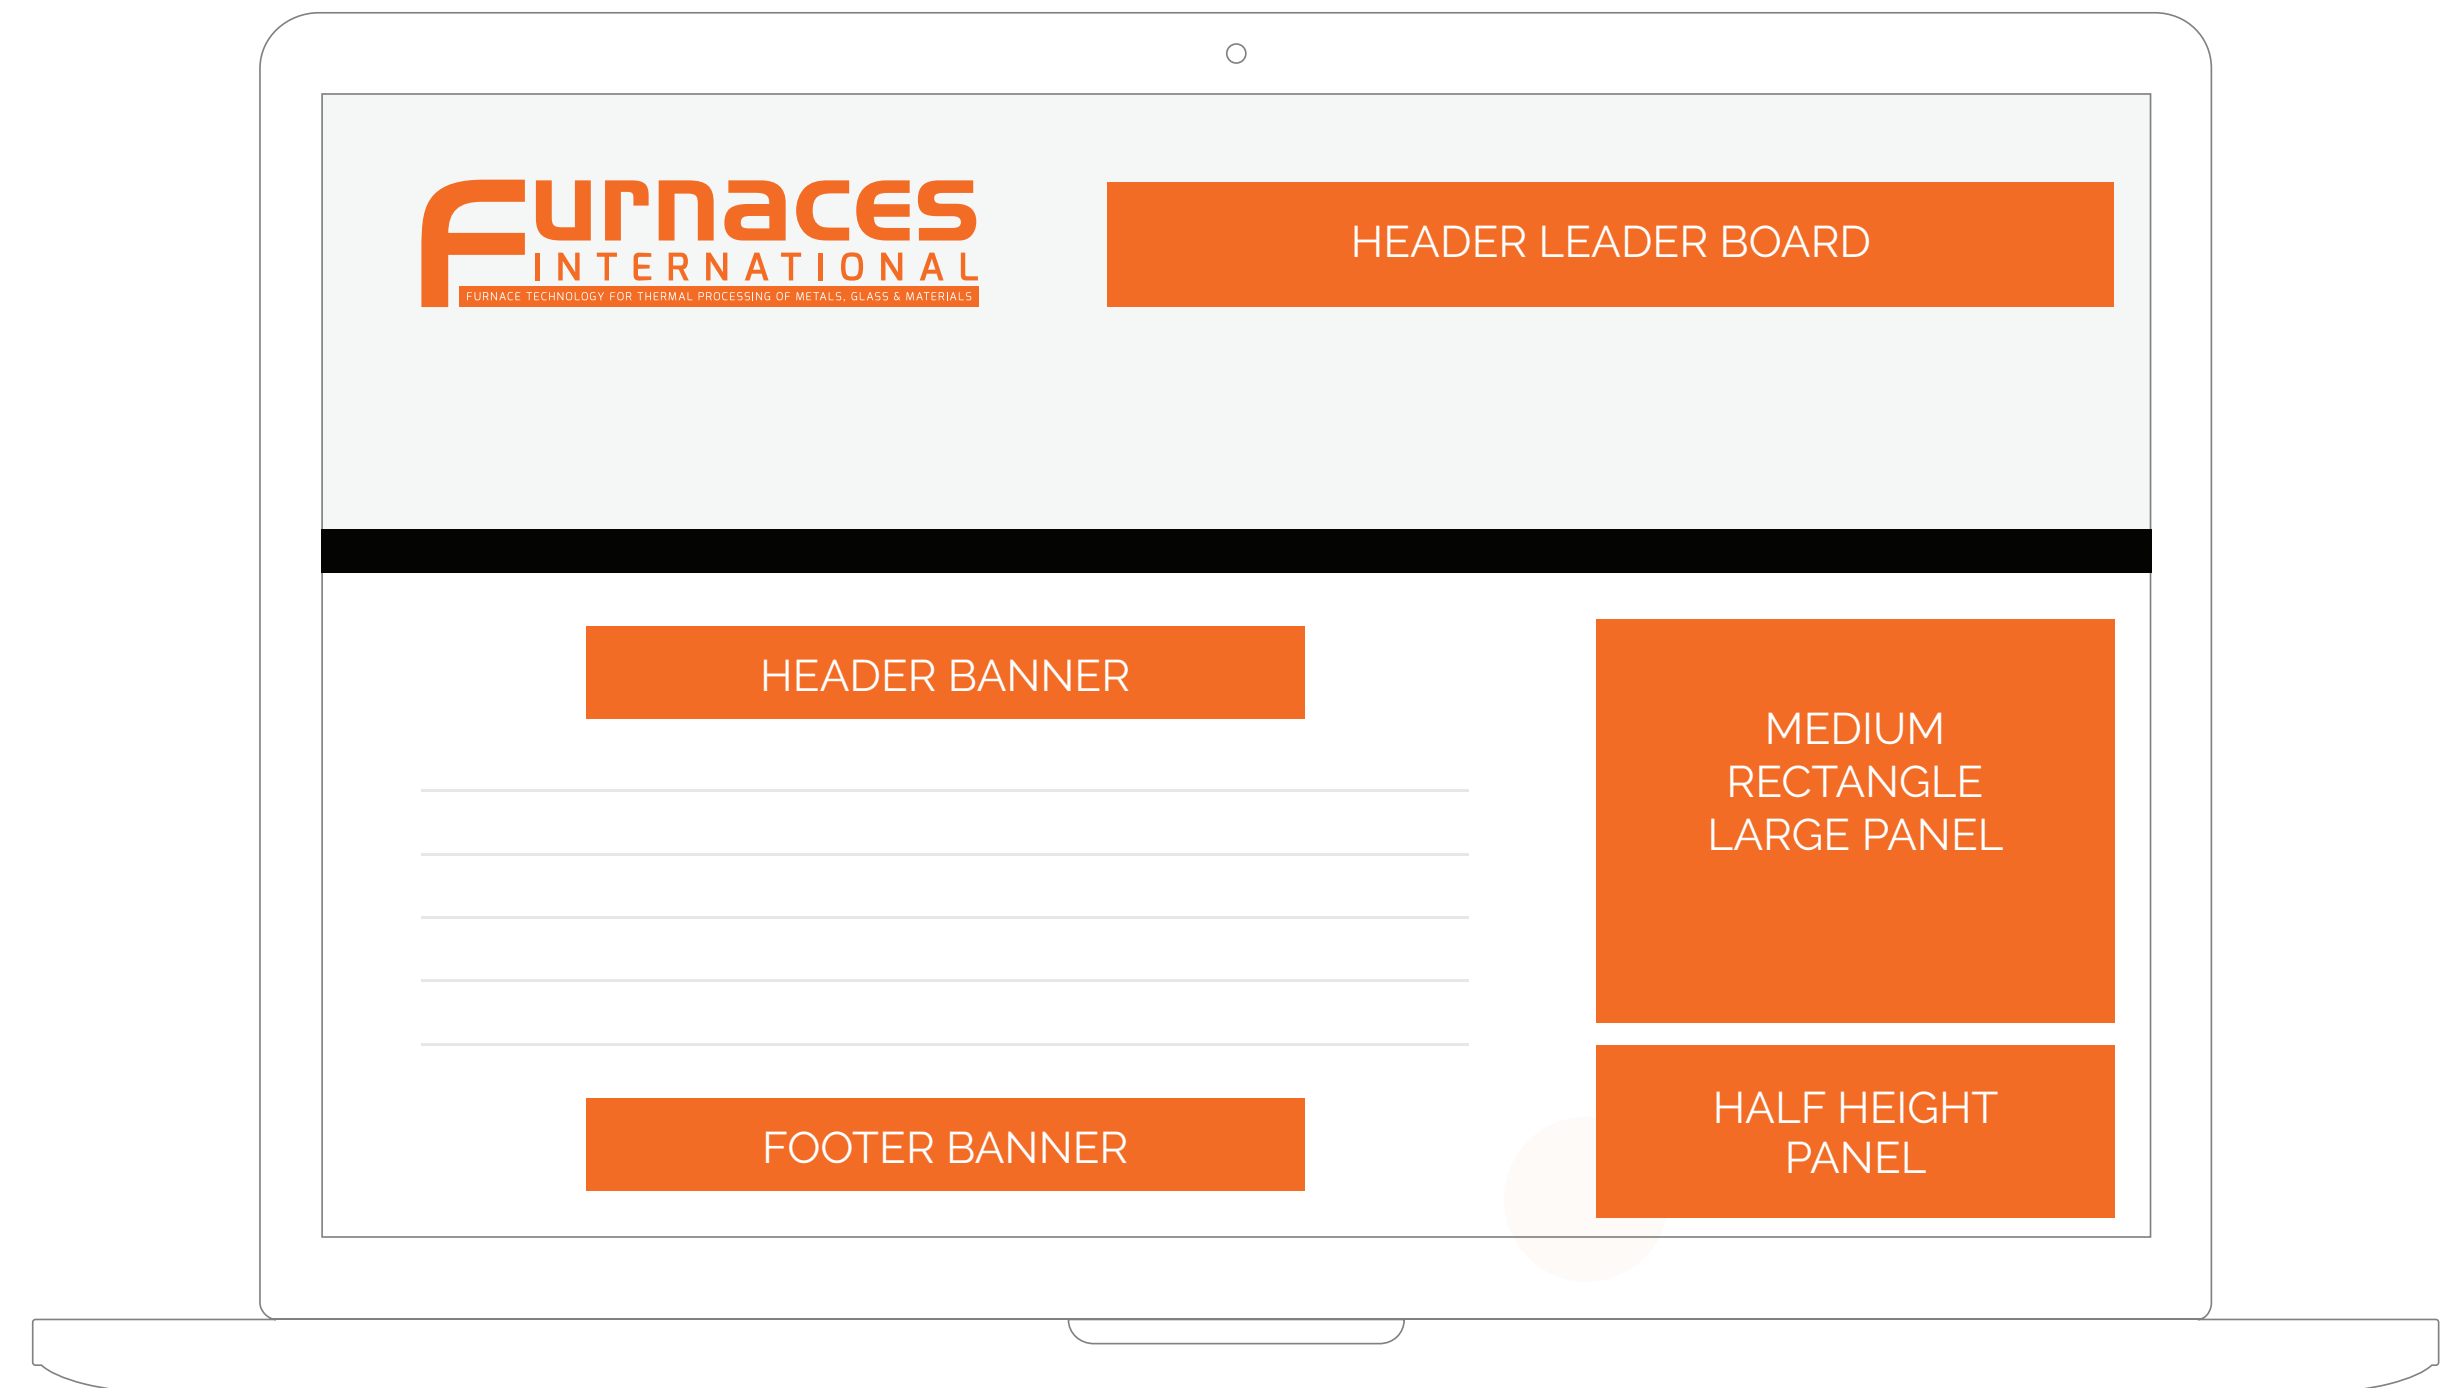 Furnaces
INTERNATIONAL
FURNACE TECHNOLOGY FOR THERMAL PROCESSING OF METALS, GLASS & MATERIALS
HEADER LEADER BOARD
HEADER BANNER
MEDIUM
RECTANGLE
LARGE PANEL
FOOTER BANNER
HALF HEIGHT
PANEL